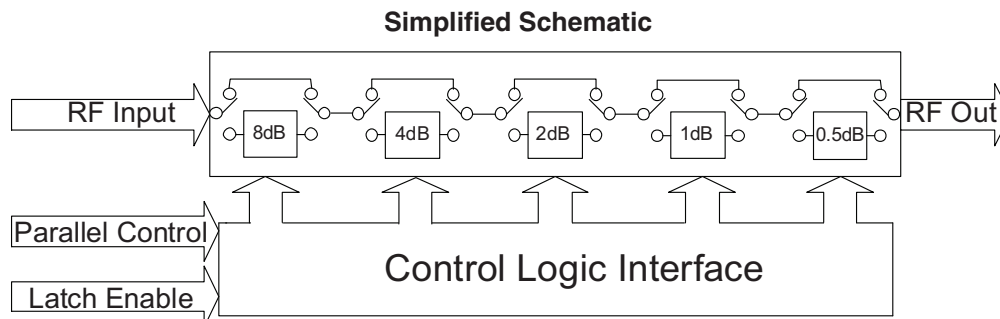 Simplified Schematic
RF Input
8dB
4dB
2dB
1dB
0.5dB
RF Out
Parallel Control
Control Logic Interface
Latch Enable